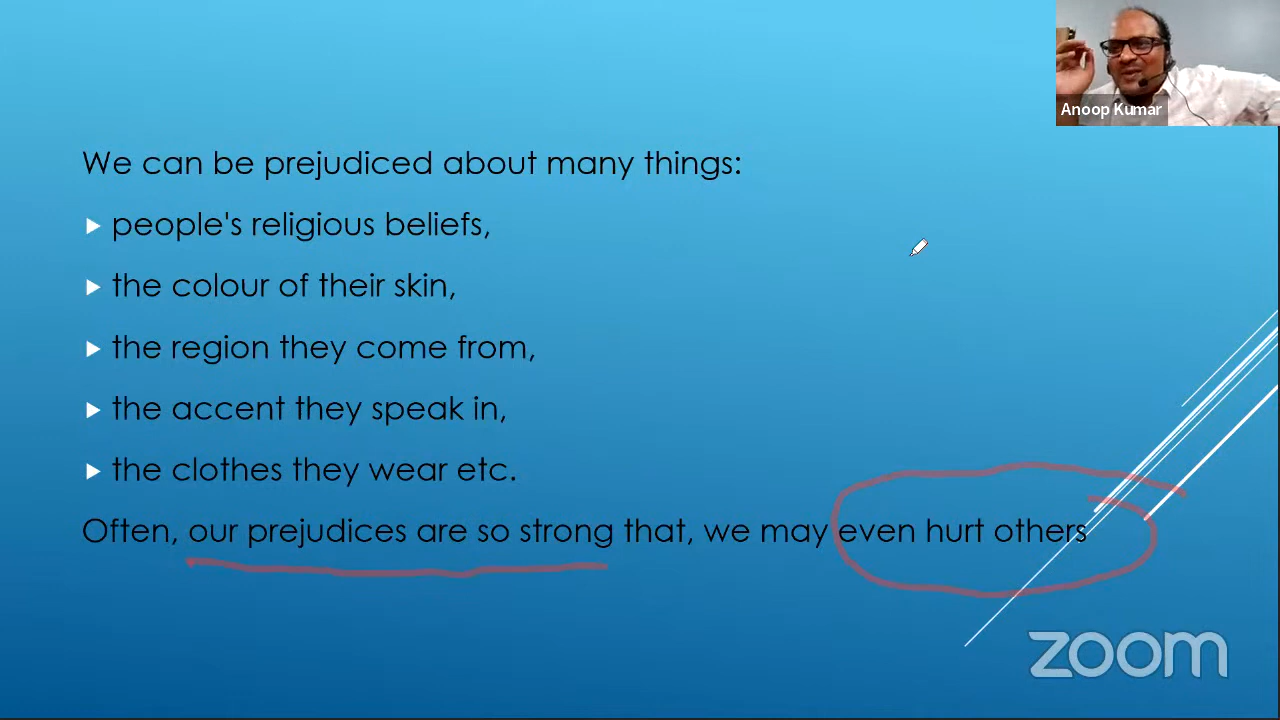 Anoop Kumar
We can be prejudiced about many things:
people's religious beliefs,
the colour of their skin,
the region they come from,
the accent they speak in,
the clothes they wear etc.
Often, our prejudices are so strong that, we may even hurt others
zoom